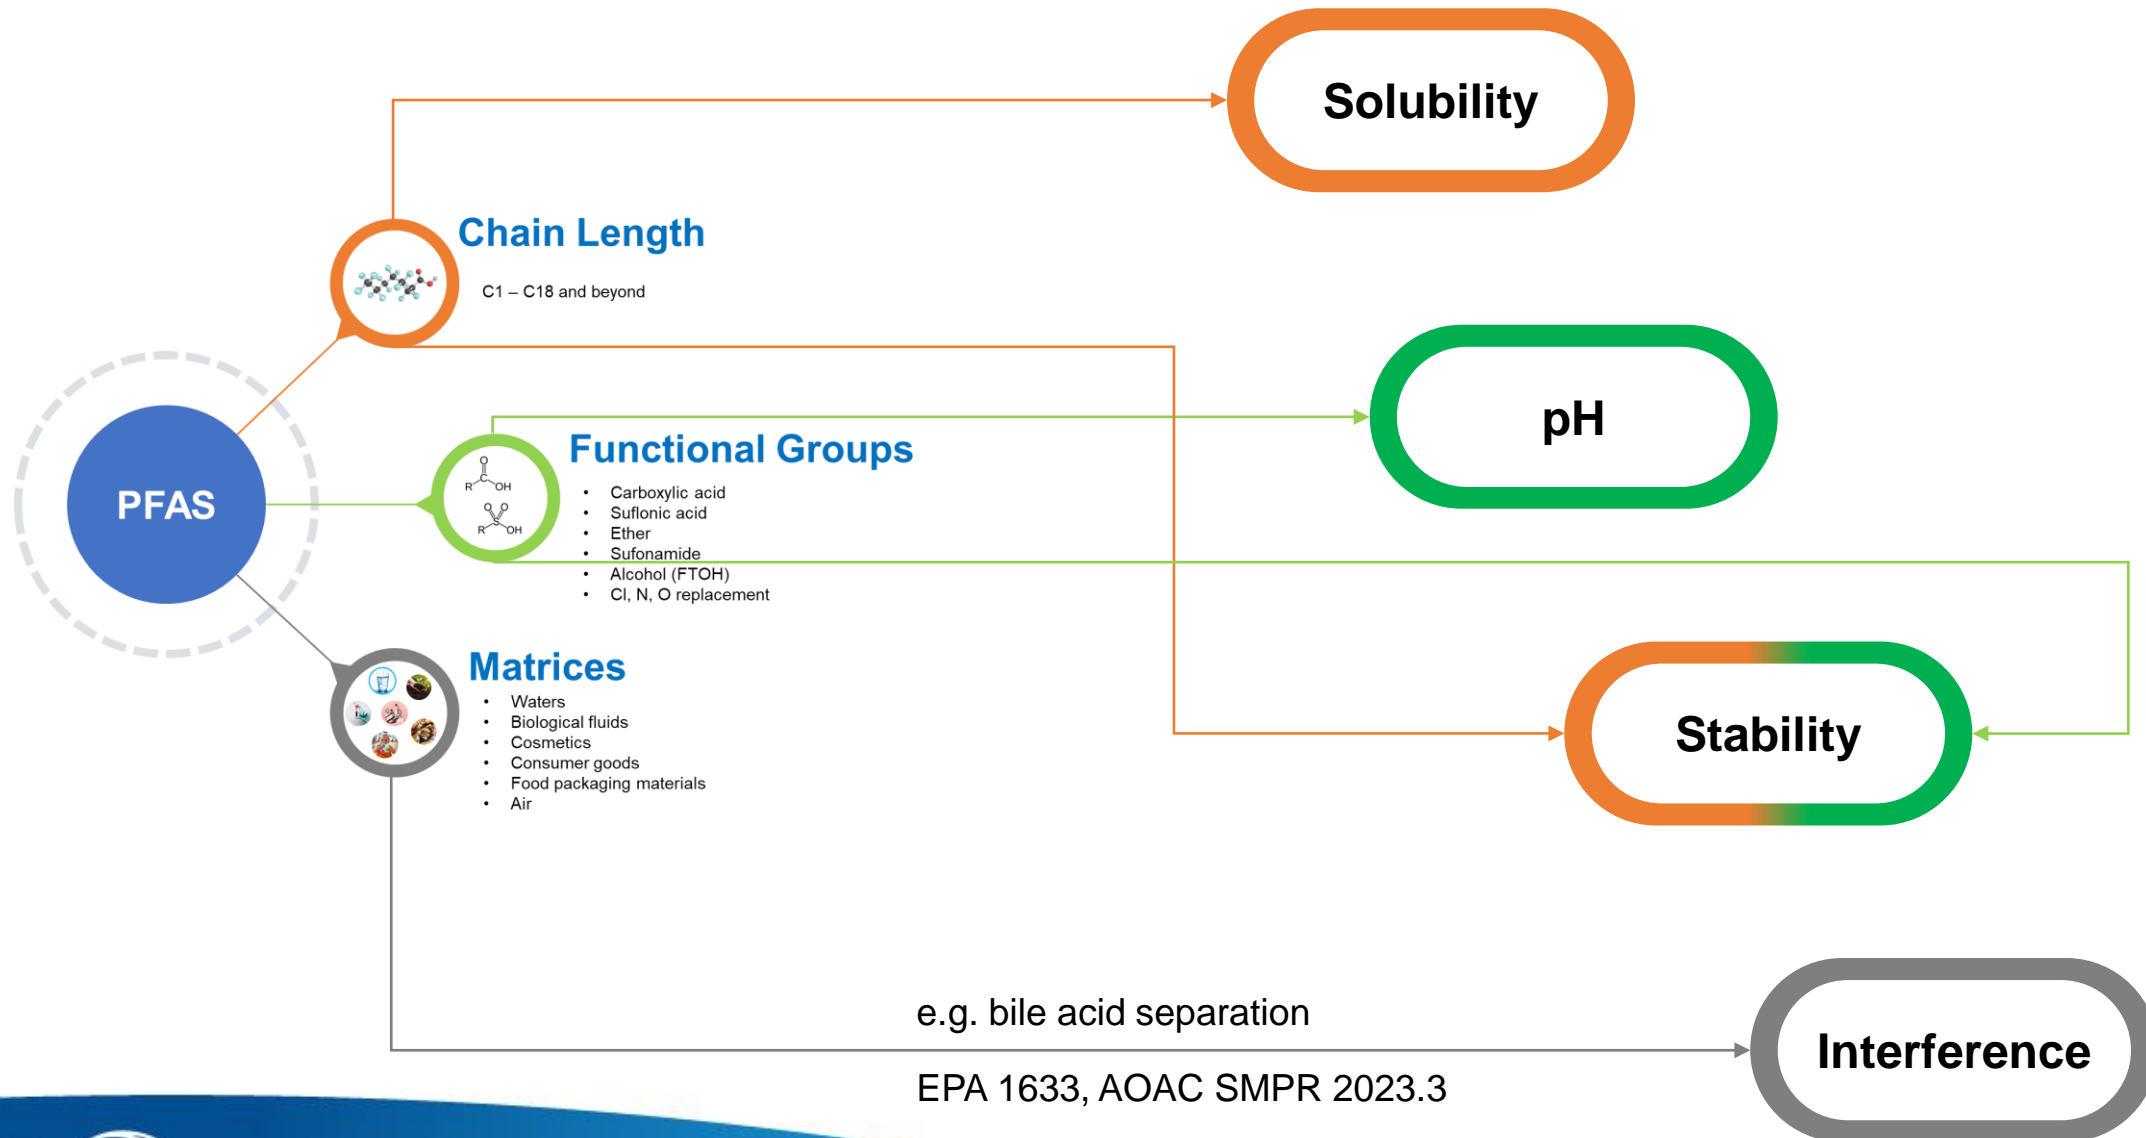 Solubility
Chain Length
C1 – C18 and beyond
pH
PFAS
Functional Groups
R
O
C
OH
O O
R
S
OH
• Carboxylic acid
• Suflonic acid
• Ether
• Sufonamide
• Alcohol (FTOH)
• Cl, N, O replacement
Stability
Matrices
• Waters
• Biological fluids
• Cosmetics
• Consumer goods
• Food packaging materials
• Air
e.g. bile acid separation
EPA 1633, AOAC SMPR 2023.3
Interference